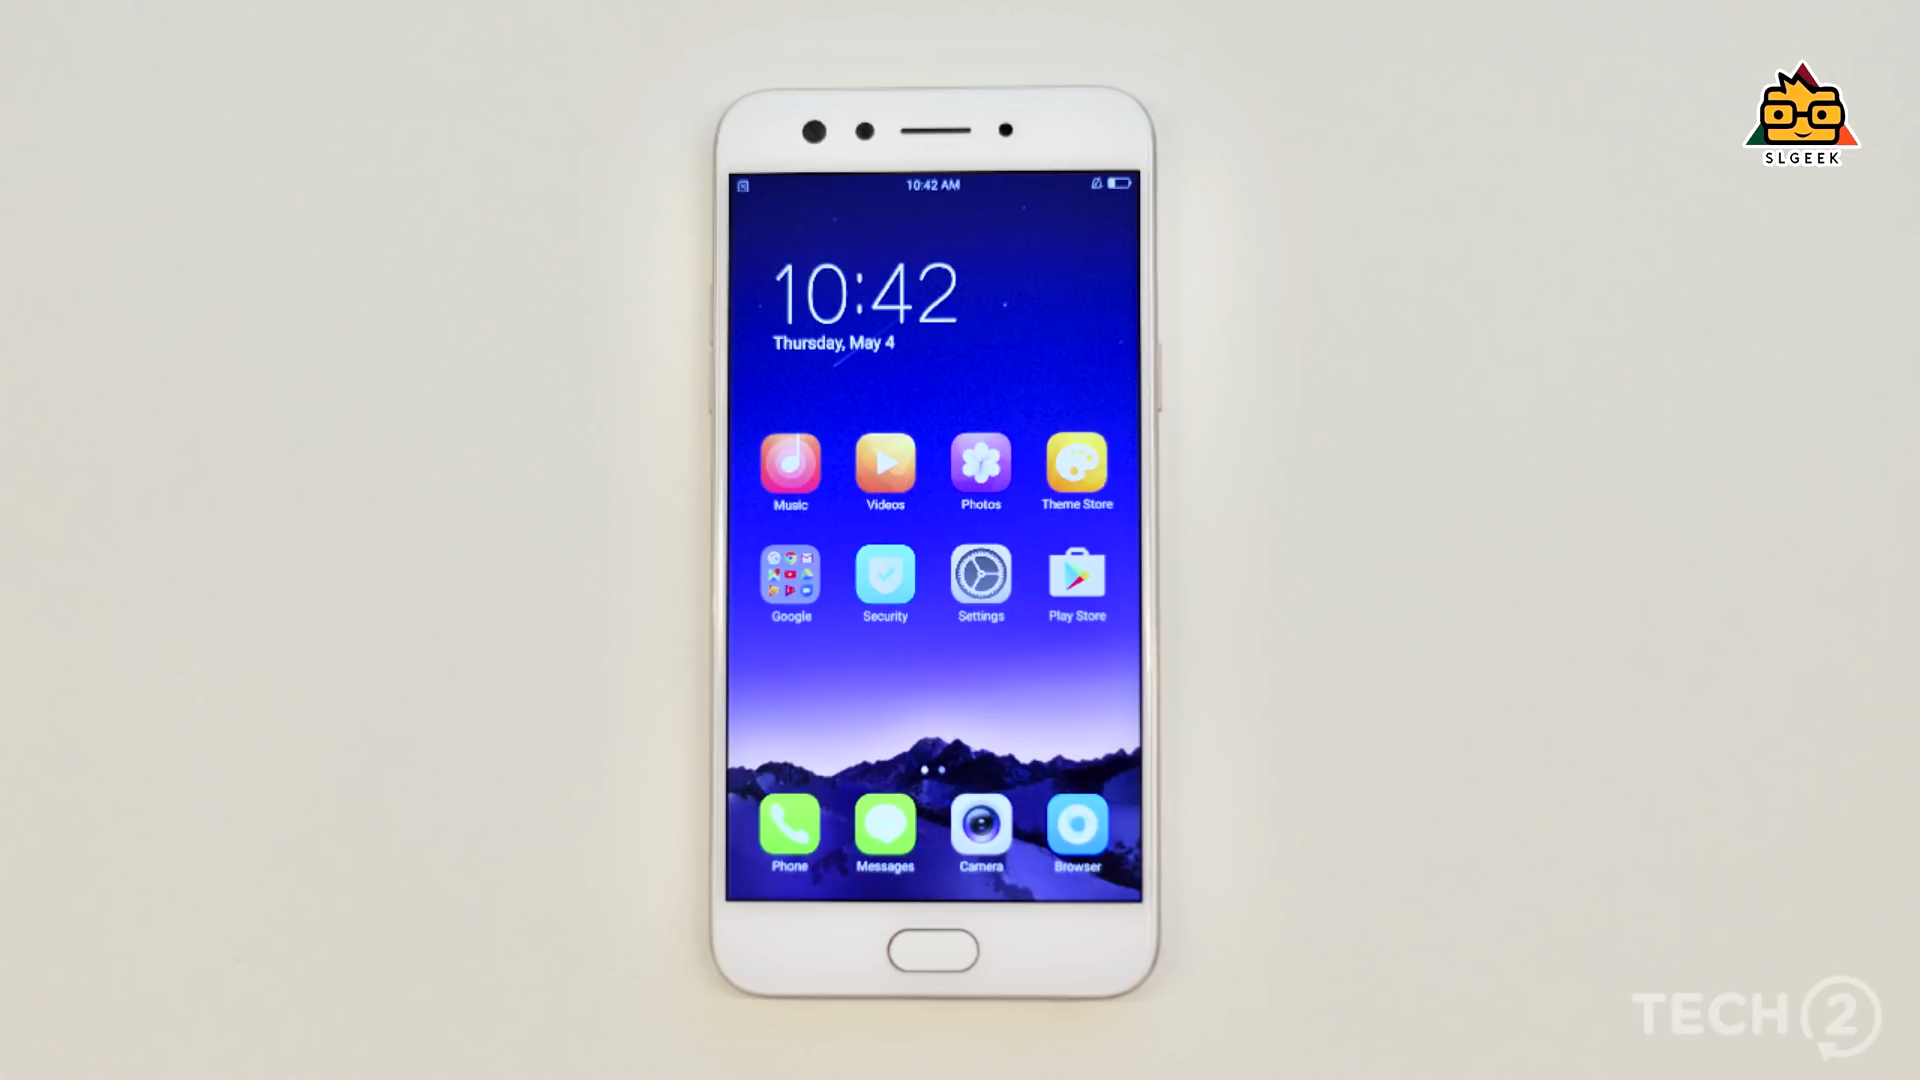 SLGEEK
10:42 AM
10:42
Thursday, May 4
Music Videos Photos Theme Store
Google Security Settings Play Store
Phone Messages Camera Browser
TECH2